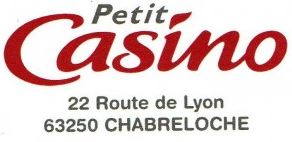 Petit
Casino
22 Route de Lyon
63250 CHABRELOCHE